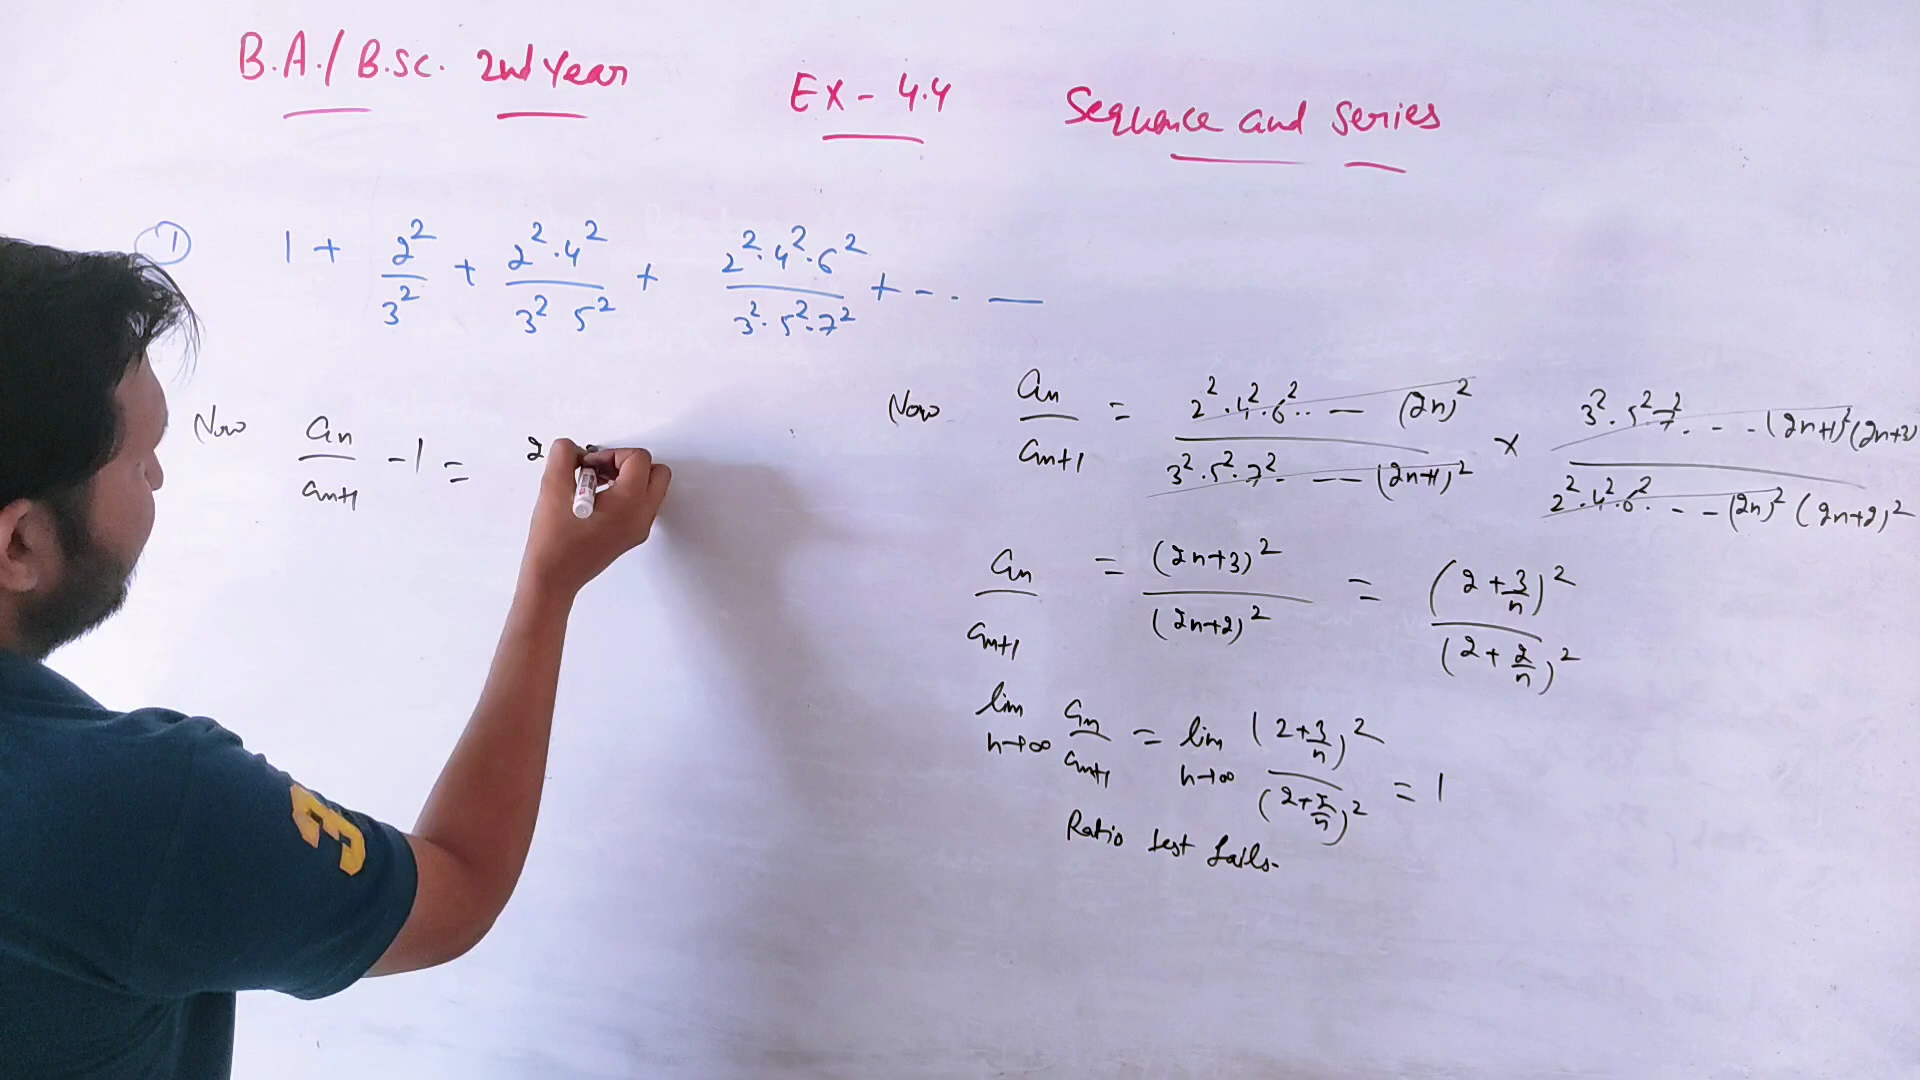 B.A./B.Sc. 2nd Year
Ex - 4.4
Sequence and Series
① 1 + 2²/3² + 2²·4²/3² 5² + 2²·4²·6²/3²·5²·7² + - - . —
Now an/an+1 - 1 = 2
Now an/an+1 = 2²·4²·6².. — (2n)²/3²·5²·7². - — (2n+1)² × 3²·5²·7². - - - (2n+1)² (2n+3)/2²·4²·6². - - (2n)² (2n+2)²
an/an+1 = (2n+3)²/(2n+2)² = (2+3/n)²/(2+2/n)²
lim n→∞ an/an+1 = lim n→∞ (2+3/n)²/(2+2/n)² = 1
Ratio test fails.
3